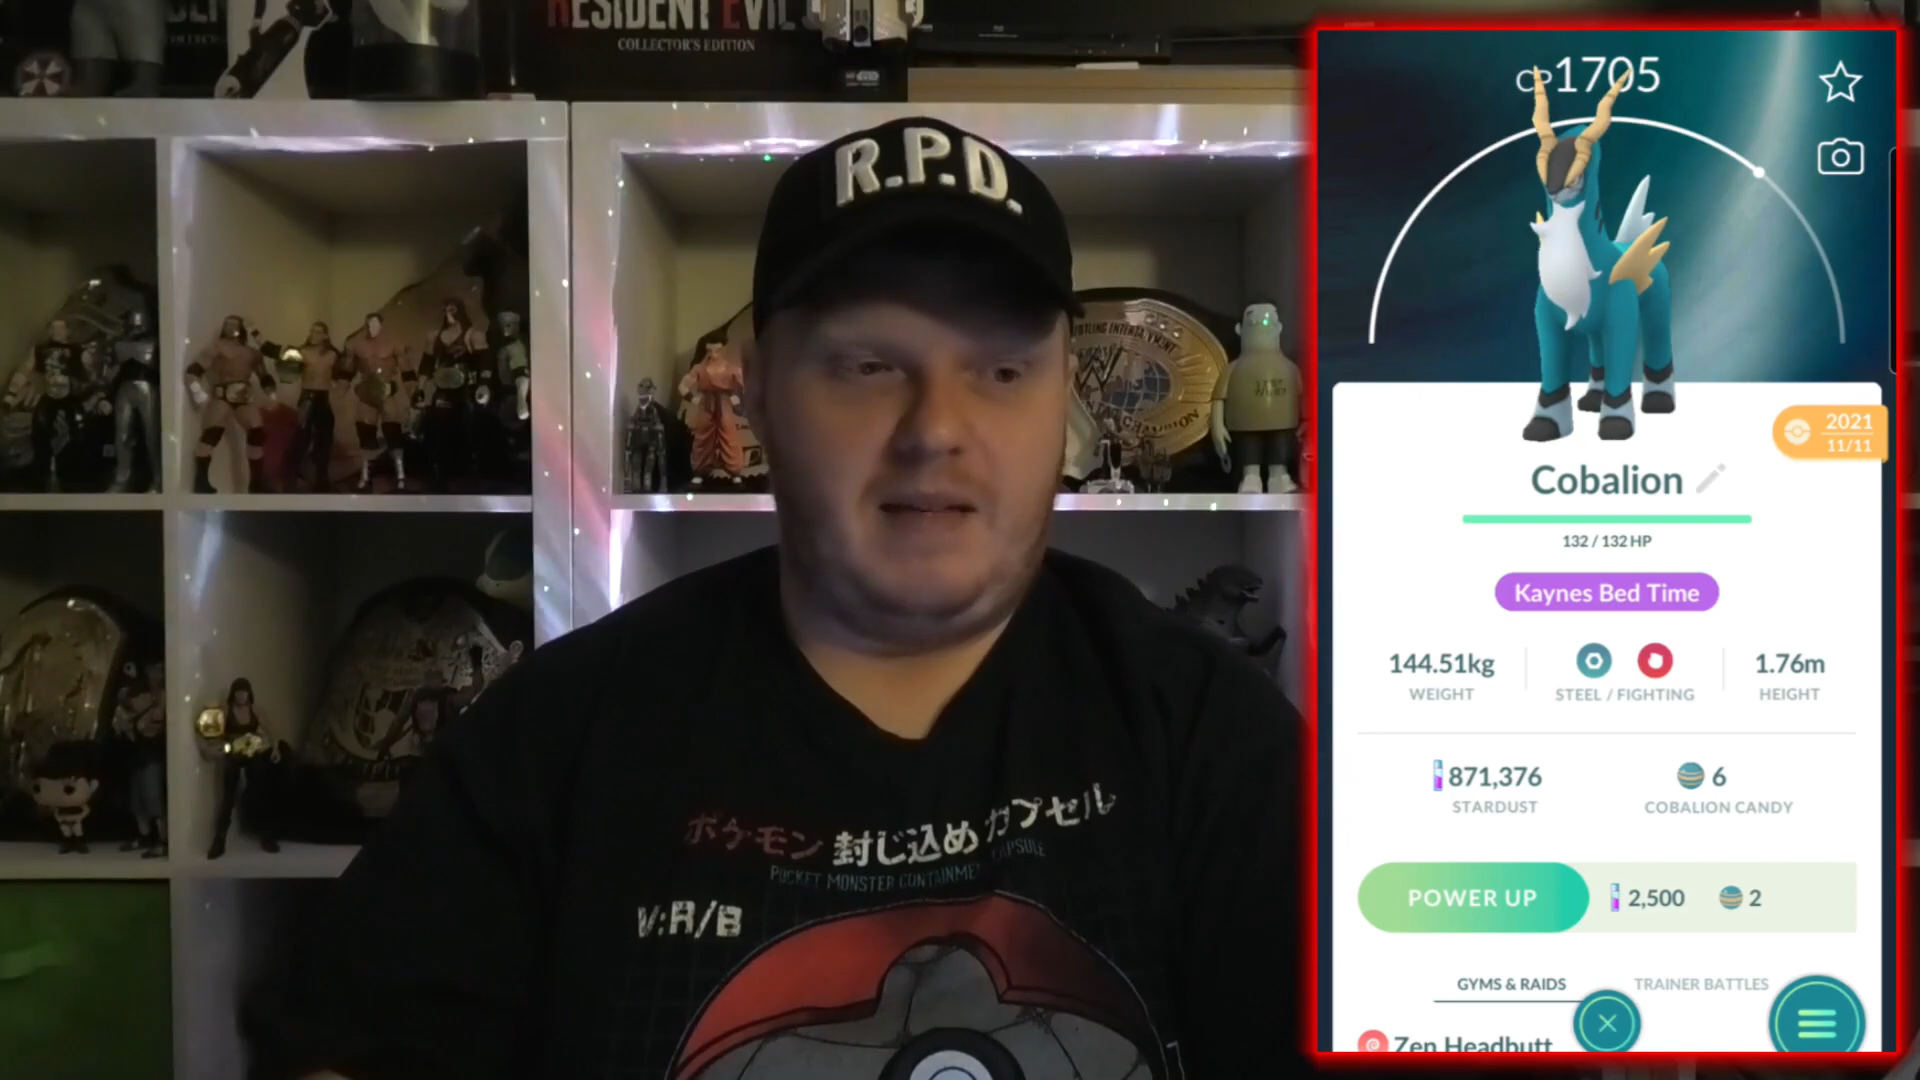 RESIDENT EVIL
COLLECTOR'S EDITION
R.P.D.
ポケモン 封じ込め カプセル
POCKET MONSTER CONTAINMENT CAPSULE
V:R/B
CP1705
2021
11/11
Cobalion
132 / 132 HP
Kaynes Bed Time
144.51kg
WEIGHT
STEEL / FIGHTING
1.76m
HEIGHT
871,376
STARDUST
6
COBALION CANDY
POWER UP
2,500
2
GYMS & RAIDS
TRAINER BATTLES
Zen Headbutt